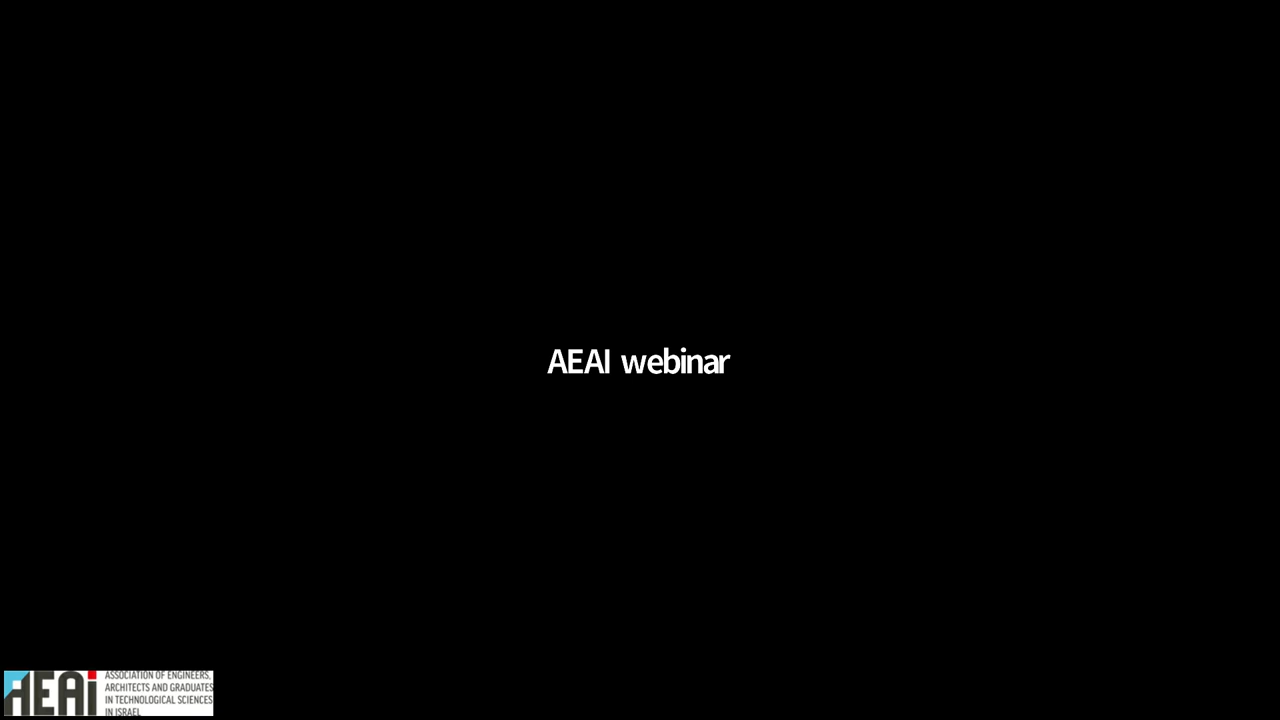 AEAI webinar
AEAi
ASSOCIATION OF ENGINEERS,
ARCHITECTS AND GRADUATES
IN TECHNOLOGICAL SCIENCES
IN ISRAEL